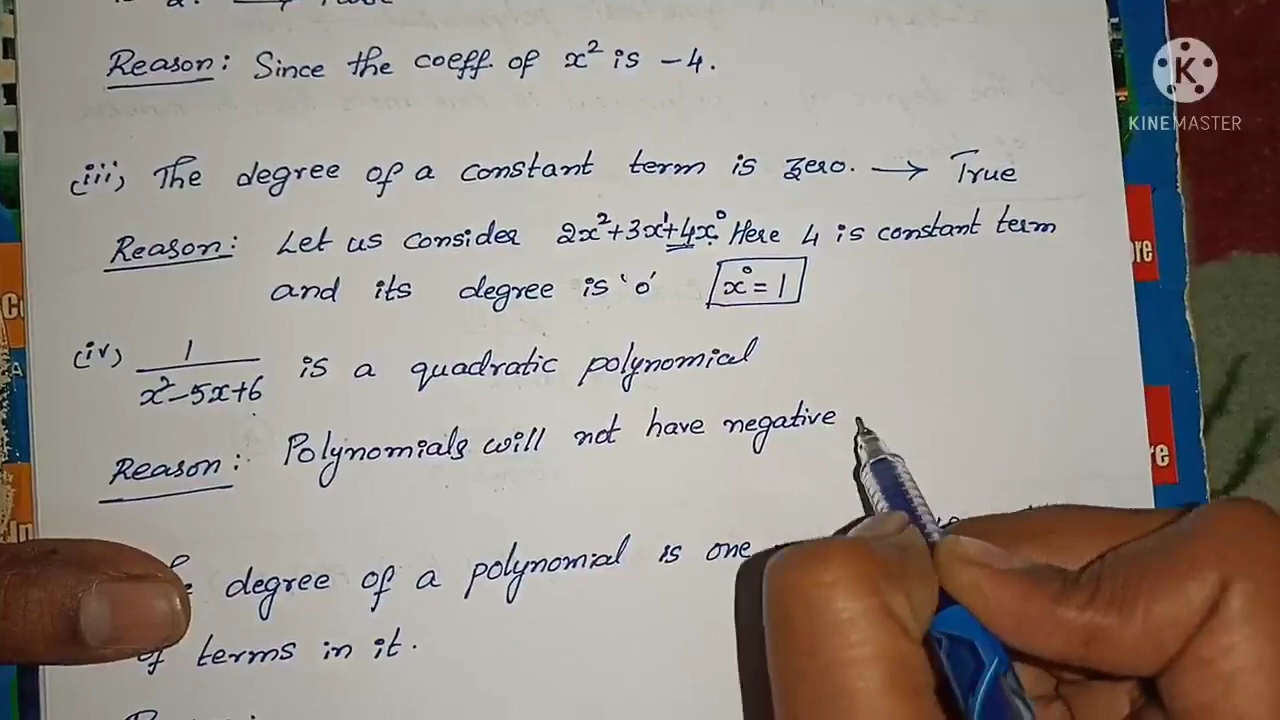 Reason: Since the coeff of x² is -4.
KINEMASTER
(iii) The degree of a constant term is zero. → True
Reason: Let us consider 2x²+3x¹+4x⁰. Here 4 is constant term
and its degree is '0' x⁰ = 1
(iv) 1/(x²-5x+6) is a quadratic polynomial
Reason: Polynomials will not have negative
degree of a polynomial is one
of terms in it.